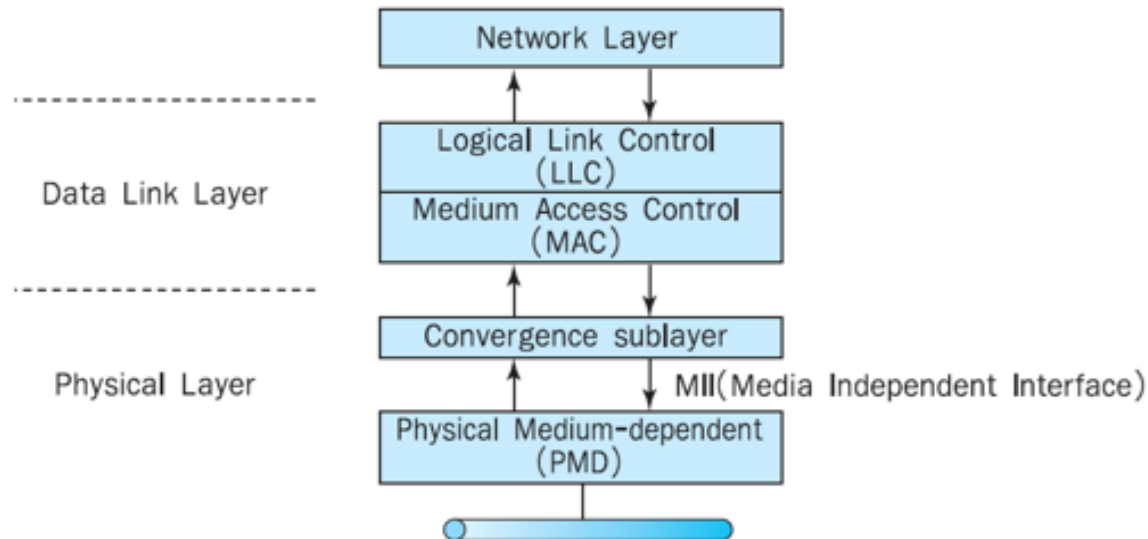 Network Layer
Logical Link Control
(LLC)
Data Link Layer
Medium Access Control
(MAC)
Convergence sublayer
Physical Layer
MII(Media Independent Interface)
Physical Medium-dependent
(PMD)